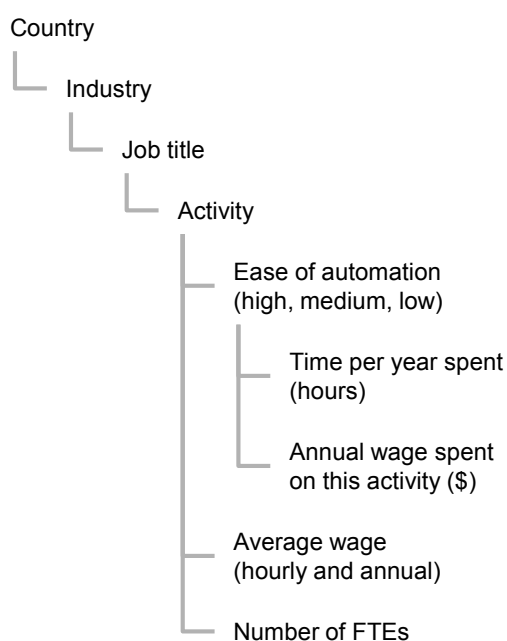 Country
Industry
Job title
Activity
Ease of automation
(high, medium, low)
Time per year spent
(hours)
Annual wage spent
on this activity ($)
Average wage
(hourly and annual)
Number of FTEs